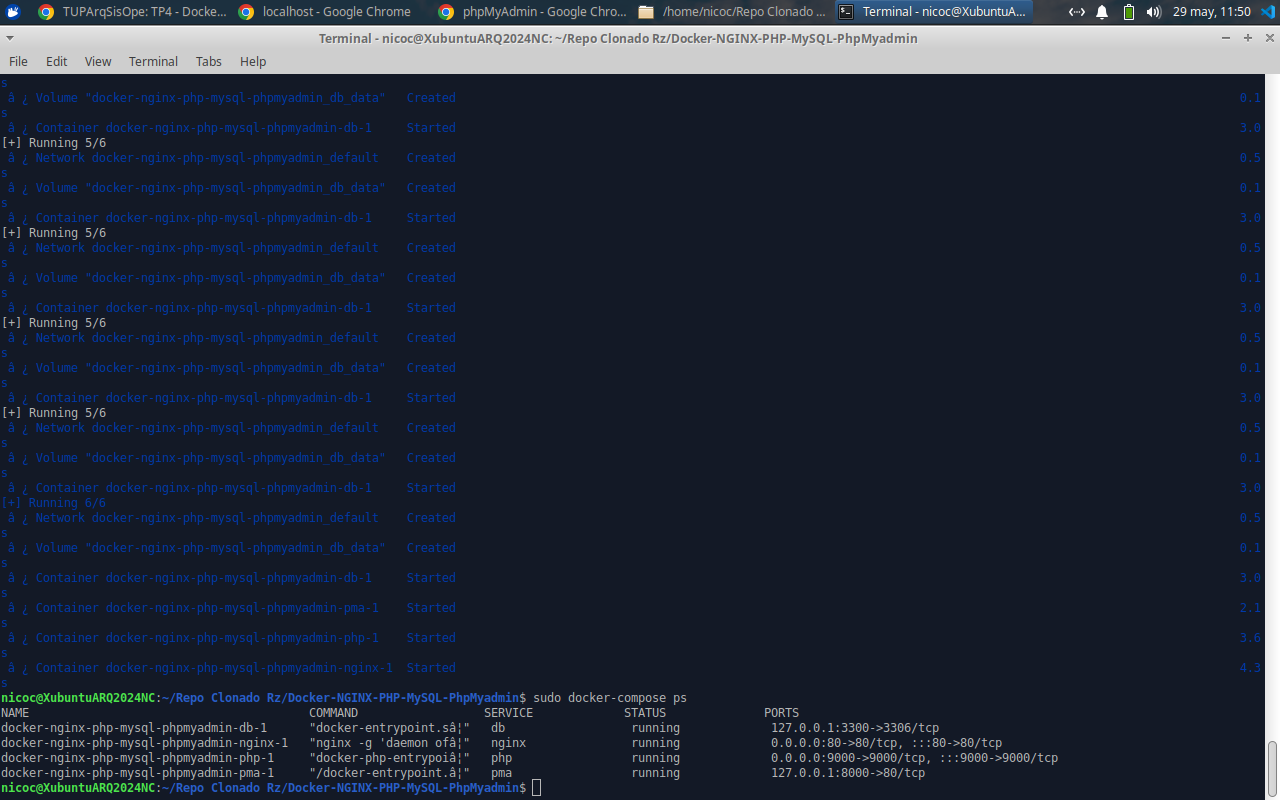 TUPArqSisOpe: TP4 - Docke... localhost - Google Chrome phpMyAdmin - Google Chro... /home/nicoc/Repo Clonado ... Terminal - nicoc@XubuntuA... 29 may, 11:50
Terminal - nicoc@XubuntuARQ2024NC: ~/Repo Clonado Rz/Docker-NGINX-PHP-MySQL-PhpMyadmin
File Edit View Terminal Tabs Help
s
â ¿ Volume "docker-nginx-php-mysql-phpmyadmin_db_data" Created 0.1
s
â ¿ Container docker-nginx-php-mysql-phpmyadmin-db-1 Started 3.0
[+] Running 5/6
â ¿ Network docker-nginx-php-mysql-phpmyadmin_default Created 0.5
s
â ¿ Volume "docker-nginx-php-mysql-phpmyadmin_db_data" Created 0.1
s
â ¿ Container docker-nginx-php-mysql-phpmyadmin-db-1 Started 3.0
[+] Running 5/6
â ¿ Network docker-nginx-php-mysql-phpmyadmin_default Created 0.5
s
â ¿ Volume "docker-nginx-php-mysql-phpmyadmin_db_data" Created 0.1
s
â ¿ Container docker-nginx-php-mysql-phpmyadmin-db-1 Started 3.0
[+] Running 5/6
â ¿ Network docker-nginx-php-mysql-phpmyadmin_default Created 0.5
s
â ¿ Volume "docker-nginx-php-mysql-phpmyadmin_db_data" Created 0.1
s
â ¿ Container docker-nginx-php-mysql-phpmyadmin-db-1 Started 3.0
[+] Running 5/6
â ¿ Network docker-nginx-php-mysql-phpmyadmin_default Created 0.5
s
â ¿ Volume "docker-nginx-php-mysql-phpmyadmin_db_data" Created 0.1
s
â ¿ Container docker-nginx-php-mysql-phpmyadmin-db-1 Started 3.0
[+] Running 6/6
â ¿ Network docker-nginx-php-mysql-phpmyadmin_default Created 0.5
s
â ¿ Volume "docker-nginx-php-mysql-phpmyadmin_db_data" Created 0.1
s
â ¿ Container docker-nginx-php-mysql-phpmyadmin-db-1 Started 3.0
s
â ¿ Container docker-nginx-php-mysql-phpmyadmin-pma-1 Started 2.1
s
â ¿ Container docker-nginx-php-mysql-phpmyadmin-php-1 Started 3.6
s
â ¿ Container docker-nginx-php-mysql-phpmyadmin-nginx-1 Started 4.3
s
nicoc@XubuntuARQ2024NC:~/Repo Clonado Rz/Docker-NGINX-PHP-MySQL-PhpMyadmin$ sudo docker-compose ps
NAME COMMAND SERVICE STATUS PORTS
docker-nginx-php-mysql-phpmyadmin-db-1 "docker-entrypoint.sâ¦" db running 127.0.0.1:3300->3306/tcp
docker-nginx-php-mysql-phpmyadmin-nginx-1 "nginx -g 'daemon ofâ¦" nginx running 0.0.0.0:80->80/tcp, :::80->80/tcp
docker-nginx-php-mysql-phpmyadmin-php-1 "docker-php-entrypoiâ¦" php running 0.0.0.0:9000->9000/tcp, :::9000->9000/tcp
docker-nginx-php-mysql-phpmyadmin-pma-1 "/docker-entrypoint.â¦" pma running 127.0.0.1:8000->80/tcp
nicoc@XubuntuARQ2024NC:~/Repo Clonado Rz/Docker-NGINX-PHP-MySQL-PhpMyadmin$